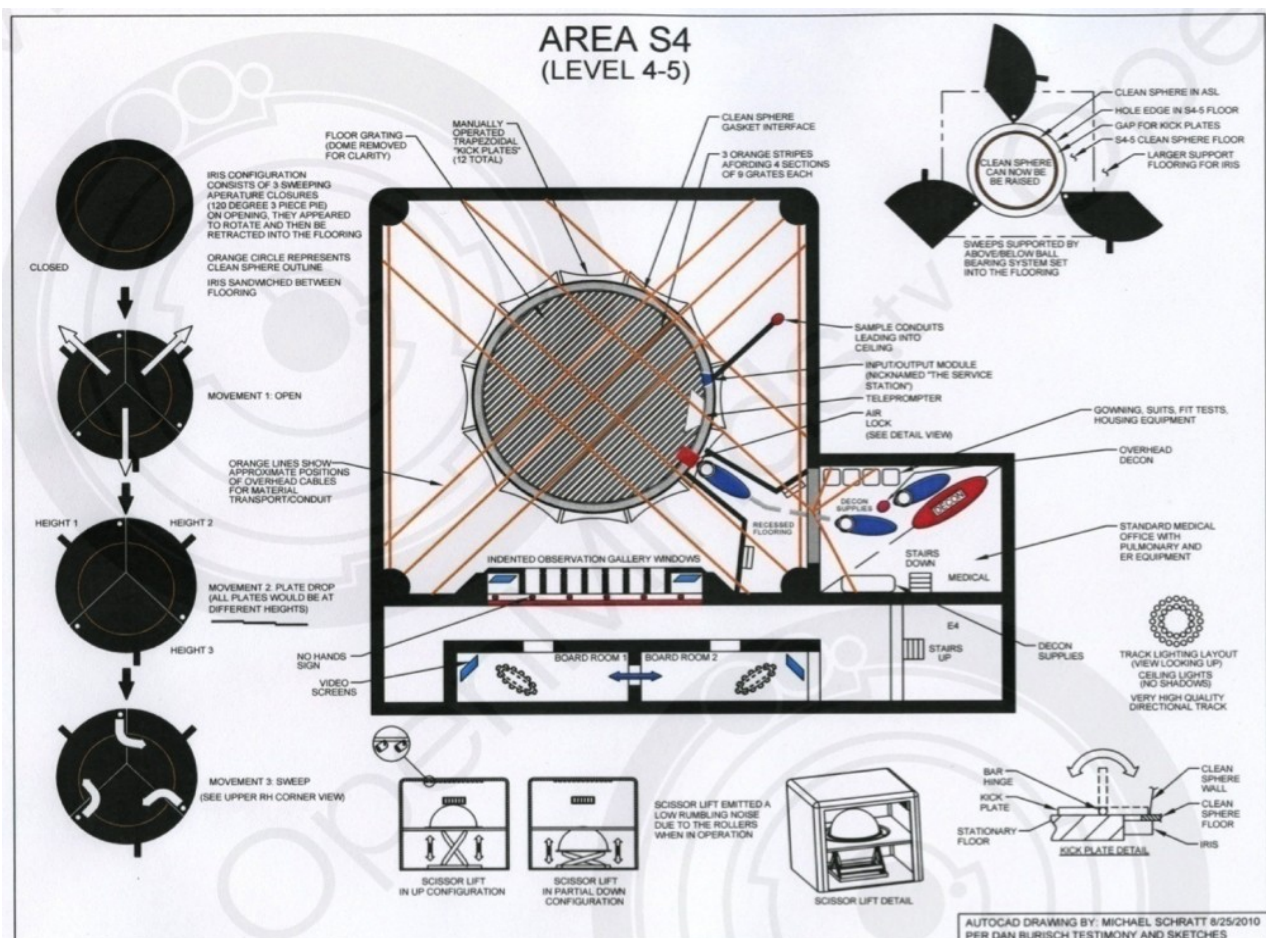 AREA S4
(LEVEL 4-5)
IRIS CONFIGURATION
CONSISTS OF 3 SWEEPING
APERATURE CLOSURES
(120 DEGREE 3 PIECE PIE)
ON OPENING, THEY APPEARED
TO ROTATE AND THEN BE
RETRACTED INTO THE FLOORING
ORANGE CIRCLE REPRESENTS
CLEAN SPHERE OUTLINE
IRIS SANDWICHED BETWEEN
FLOORING
CLOSED
MOVEMENT 1: OPEN
ORANGE LINES SHOW
APPROXIMATE POSITIONS
OF OVERHEAD CABLES
FOR MATERIAL
TRANSPORT/CONDUIT
HEIGHT 1
HEIGHT 2
MOVEMENT 2: PLATE DROP
(ALL PLATES WOULD BE AT
DIFFERENT HEIGHTS)
HEIGHT 3
MOVEMENT 3: SWEEP
(SEE UPPER RH CORNER VIEW)
FLOOR GRATING
(DOME REMOVED
FOR CLARITY)
MANUALLY
OPERATED
TRAPEZOIDAL
"KICK PLATES"
(12 TOTAL)
CLEAN SPHERE
GASKET INTERFACE
3 ORANGE STRIPES
AFORDING 4 SECTIONS
OF 9 GRATES EACH
CLEAN SPHERE IN ASL
HOLE EDGE IN S4-5 FLOOR
GAP FOR KICK PLATES
S4-5 CLEAN SPHERE FLOOR
LARGER SUPPORT
FLOORING FOR IRIS
CLEAN SPHERE
CAN NOW BE
BE RAISED
SWEEPS SUPPORTED BY
ABOVE/BELOW BALL
BEARING SYSTEM SET
INTO THE FLOORING
SAMPLE CONDUITS
LEADING INTO
CEILING
INPUT/OUTPUT MODULE
(NICKNAMED "THE SERVICE
STATION")
TELEPROMPTER
AIR
LOCK
(SEE DETAIL VIEW)
GOWNING, SUITS, FIT TESTS,
HOUSING EQUIPMENT
OVERHEAD
DECON
DECON
SUPPLIES
DECON
RECESSED
FLOORING
STAIRS
DOWN
MEDICAL
STANDARD MEDICAL
OFFICE WITH
PULMONARY AND
ER EQUIPMENT
INDENTED OBSERVATION GALLERY WINDOWS
NO HANDS
SIGN
VIDEO
SCREENS
BOARD ROOM 1
BOARD ROOM 2
E4
STAIRS
UP
DECON
SUPPLIES
TRACK LIGHTING LAYOUT
(VIEW LOOKING UP)
CEILING LIGHTS
(NO SHADOWS)
VERY HIGH QUALITY
DIRECTIONAL TRACK
SCISSOR LIFT
IN UP CONFIGURATION
SCISSOR LIFT
IN PARTIAL DOWN
CONFIGURATION
SCISSOR LIFT EMITTED A
LOW RUMBLING NOISE
DUE TO THE ROLLERS
WHEN IN OPERATION
SCISSOR LIFT DETAIL
BAR
HINGE
KICK
PLATE
STATIONARY
FLOOR
CLEAN
SPHERE
WALL
CLEAN
SPHERE
FLOOR
IRIS
KICK PLATE DETAIL
AUTOCAD DRAWING BY: MICHAEL SCHRATT 8/25/2010
PER DAN BURISCH TESTIMONY AND SKETCHES